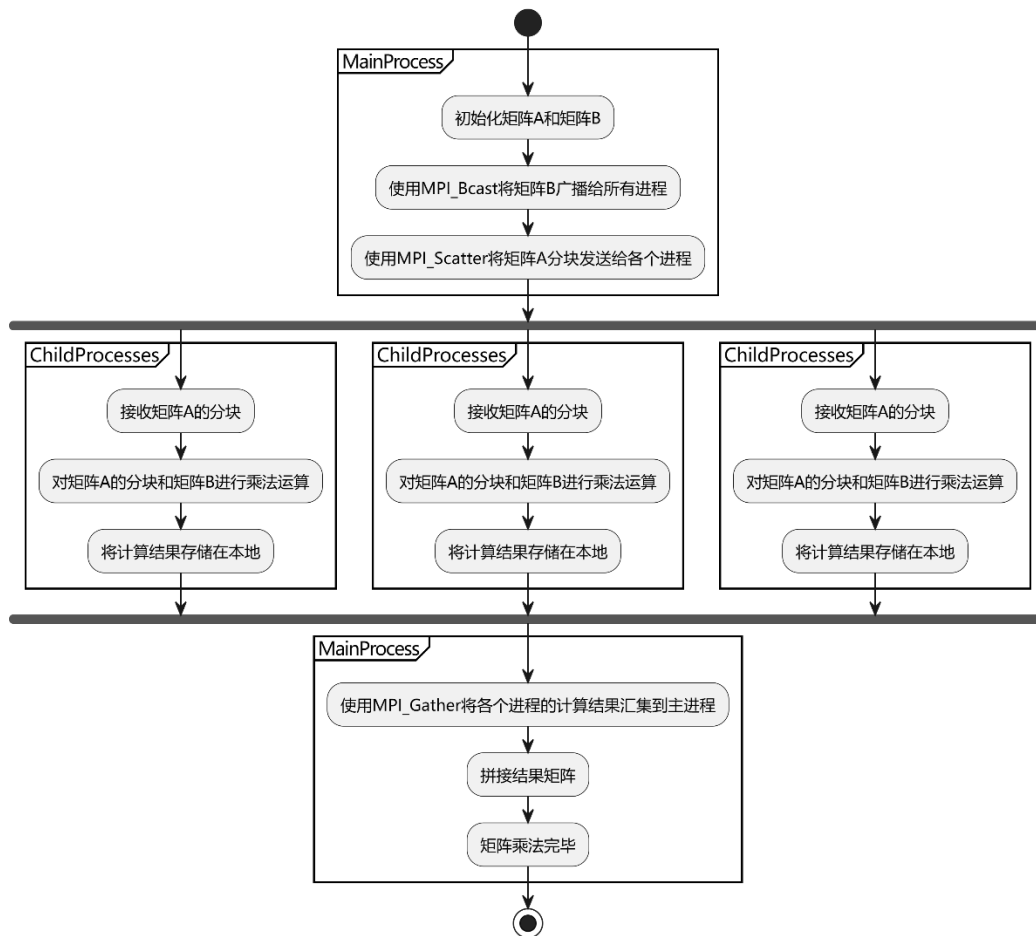 MainProcess
初始化矩阵A和矩阵B
使用MPI_Bcast将矩阵B广播给所有进程
使用MPI_Scatter将矩阵A分块发送给各个进程
ChildProcesses
接收矩阵A的分块
对矩阵A的分块和矩阵B进行乘法运算
将计算结果存储在本地
ChildProcesses
接收矩阵A的分块
对矩阵A的分块和矩阵B进行乘法运算
将计算结果存储在本地
ChildProcesses
接收矩阵A的分块
对矩阵A的分块和矩阵B进行乘法运算
将计算结果存储在本地
MainProcess
使用MPI_Gather将各个进程的计算结果汇集到主进程
拼接结果矩阵
矩阵乘法完毕